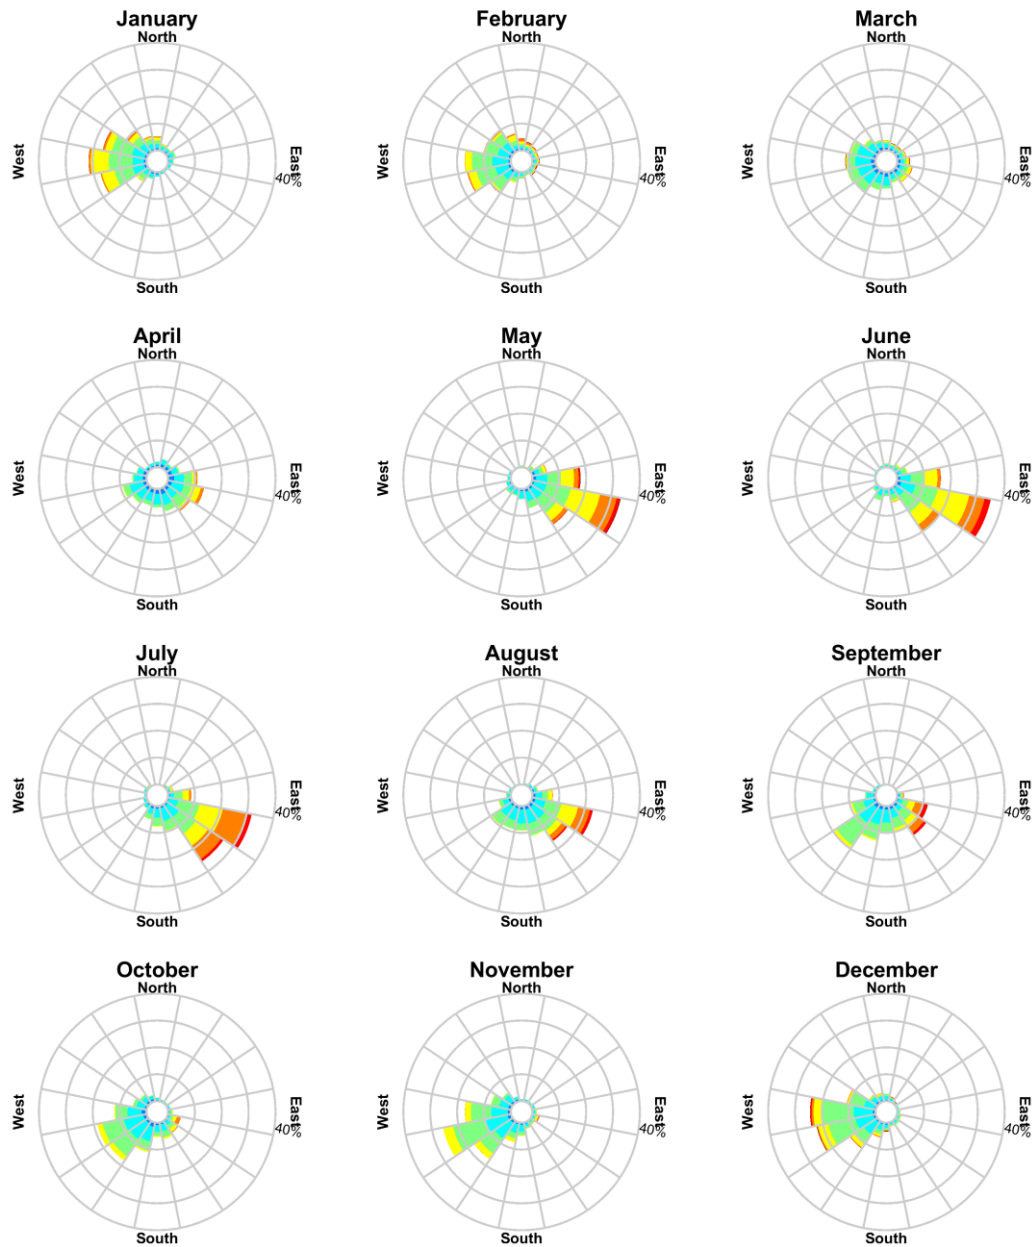 January
North
West
East
40%
South
February
North
West
East
40%
South
March
North
West
East
40%
South
April
North
West
East
40%
South
May
North
West
East
40%
South
June
North
West
East
40%
South
July
North
West
East
40%
South
August
North
West
East
40%
South
September
North
West
East
40%
South
October
North
West
East
40%
South
November
North
West
East
40%
South
December
North
West
East
40%
South